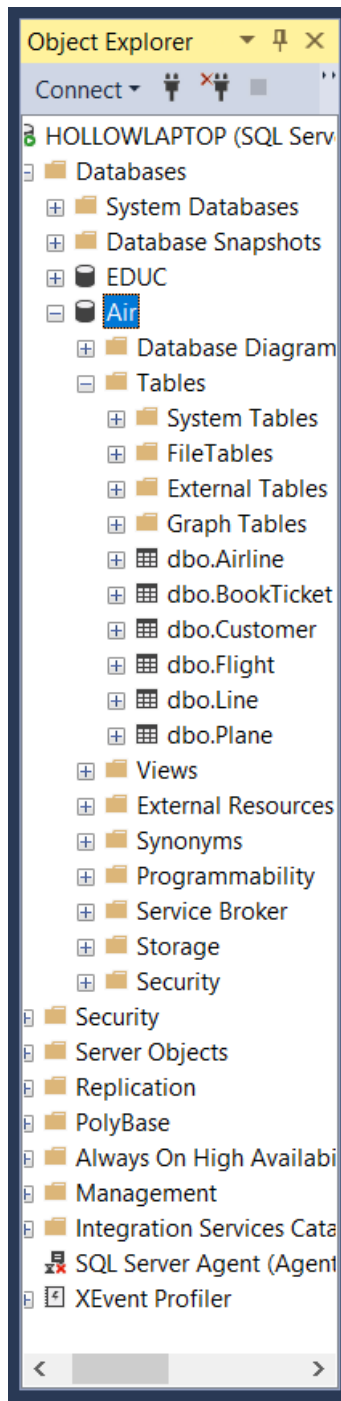 Object Explorer
Connect
HOLLOWLAPTOP (SQL Serv
Databases
System Databases
Database Snapshots
EDUC
Air
Database Diagram
Tables
System Tables
FileTables
External Tables
Graph Tables
dbo.Airline
dbo.BookTicket
dbo.Customer
dbo.Flight
dbo.Line
dbo.Plane
Views
External Resources
Synonyms
Programmability
Service Broker
Storage
Security
Security
Server Objects
Replication
PolyBase
Always On High Availabi
Management
Integration Services Cata
SQL Server Agent (Agent
XEvent Profiler